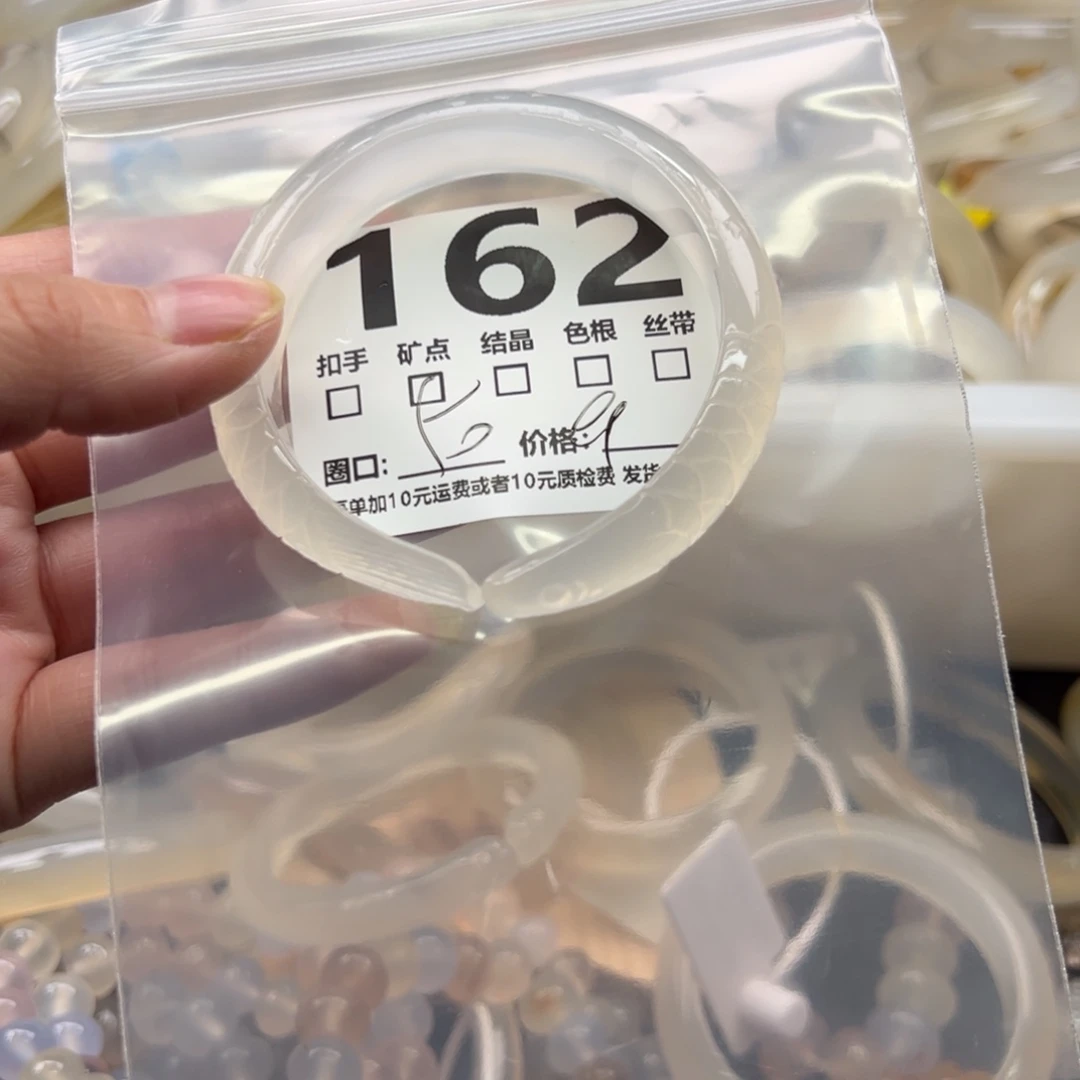 162
扣手 矿点 结晶 色根 丝带
圈口: 价格:
单加10元运费或者10元质检费 发货